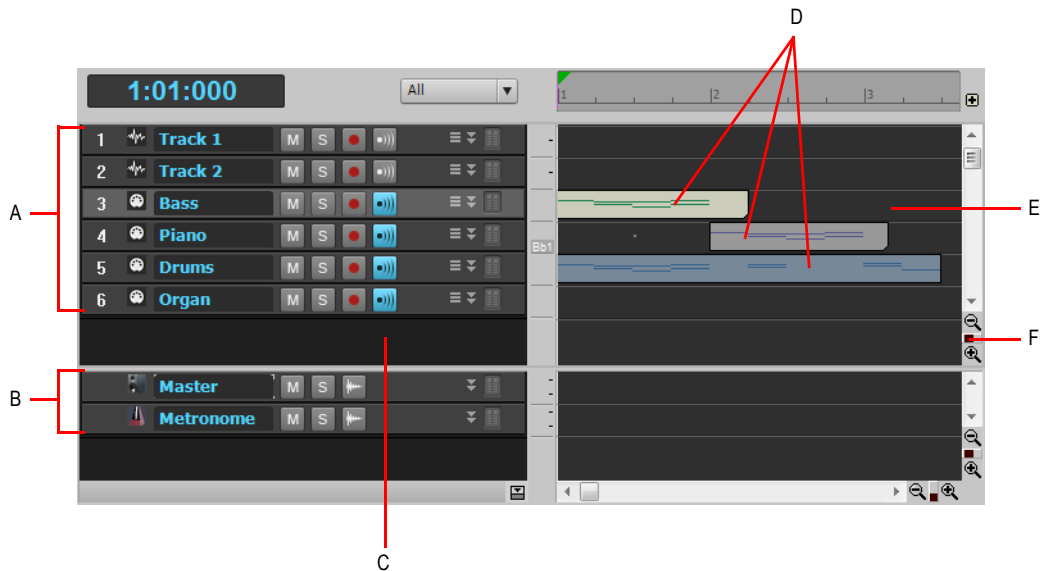 D
1:01:000 All 1 2 3
A
1 Track 1 M S
2 Track 2 M S
3 Bass M S
E
4 Piano M S
Bb1
5 Drums M S
6 Organ M S
F
B
Master M S
Metronome M S
C